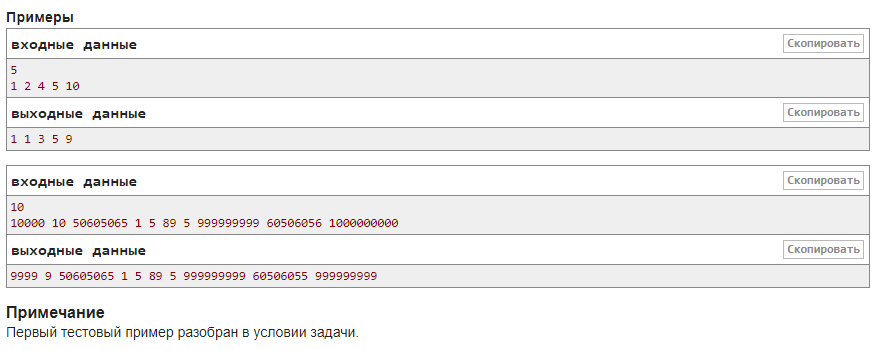 Примеры
входные данные
Скопировать
5
1 2 4 5 10
выходные данные
Скопировать
1 1 3 5 9
входные данные
Скопировать
10
10000 10 50605065 1 5 89 5 999999999 60506056 1000000000
выходные данные
Скопировать
9999 9 50605065 1 5 89 5 999999999 60506055 999999999
Примечание
Первый тестовый пример разобран в условии задачи.